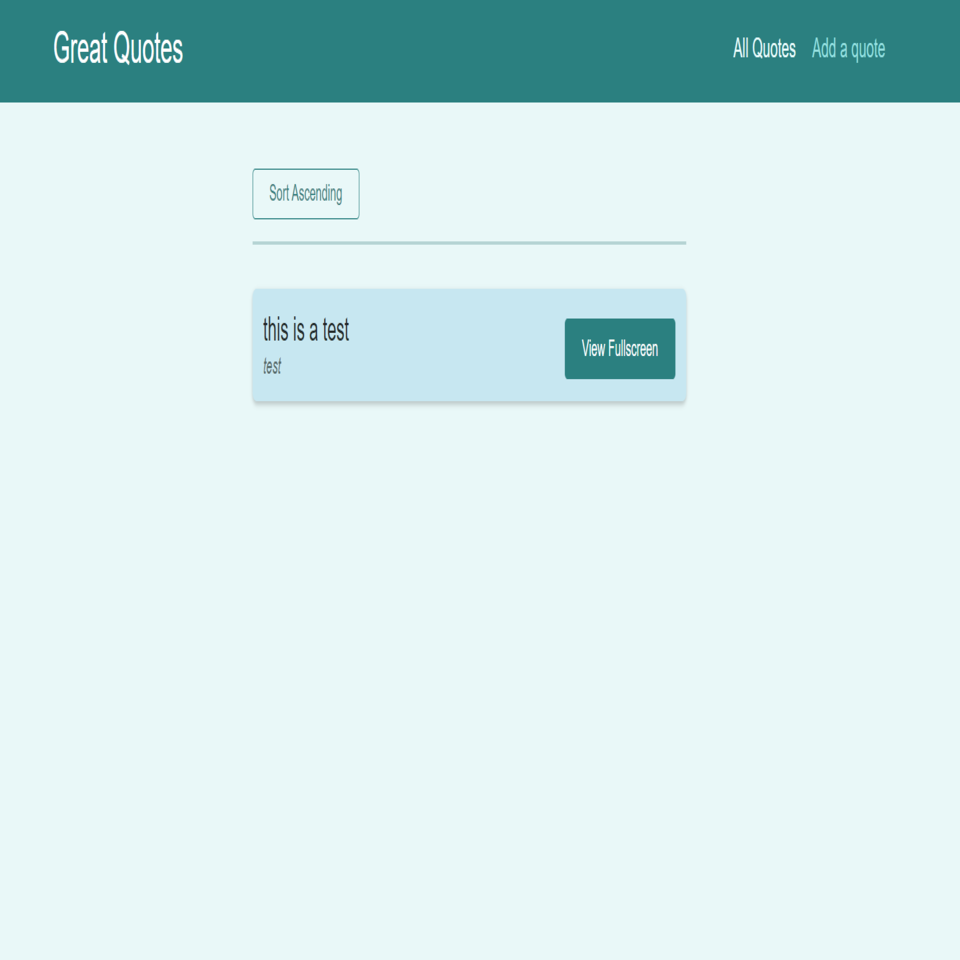 Great Quotes
All Quotes
Add a quote
Sort Ascending
this is a test
test
View Fullscreen